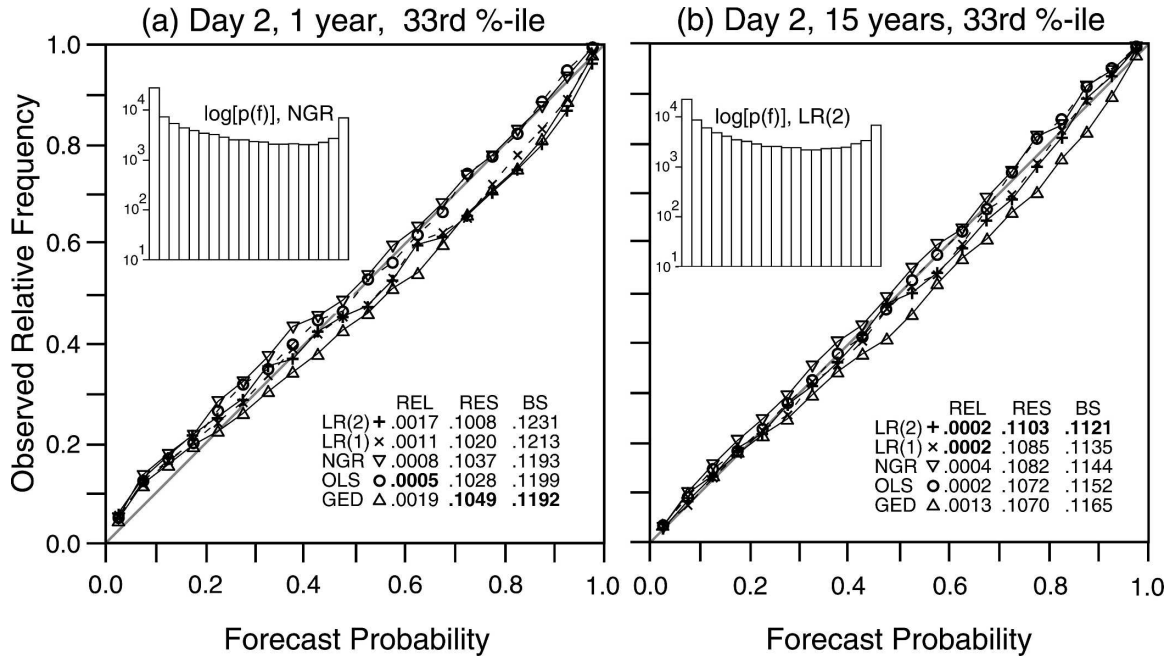 (a) Day 2, 1 year, 33rd %-ile
Observed Relative Frequency
1.0
0.8
0.6
0.4
0.2
0.0
log[p(f)], NGR
10^4
10^3
10^2
10^1
REL RES BS
LR(2) + .0017 .1008 .1231
LR(1) × .0011 .1020 .1213
NGR ▽ .0008 .1037 .1193
OLS o .0005 .1028 .1199
GED △ .0019 .1049 .1192
0.0 0.2 0.4 0.6 0.8 1.0
Forecast Probability
(b) Day 2, 15 years, 33rd %-ile
log[p(f)], LR(2)
10^4
10^3
10^2
10^1
REL RES BS
LR(2) + .0002 .1103 .1121
LR(1) × .0002 .1085 .1135
NGR ▽ .0004 .1082 .1144
OLS o .0002 .1072 .1152
GED △ .0013 .1070 .1165
0.0 0.2 0.4 0.6 0.8 1.0
Forecast Probability